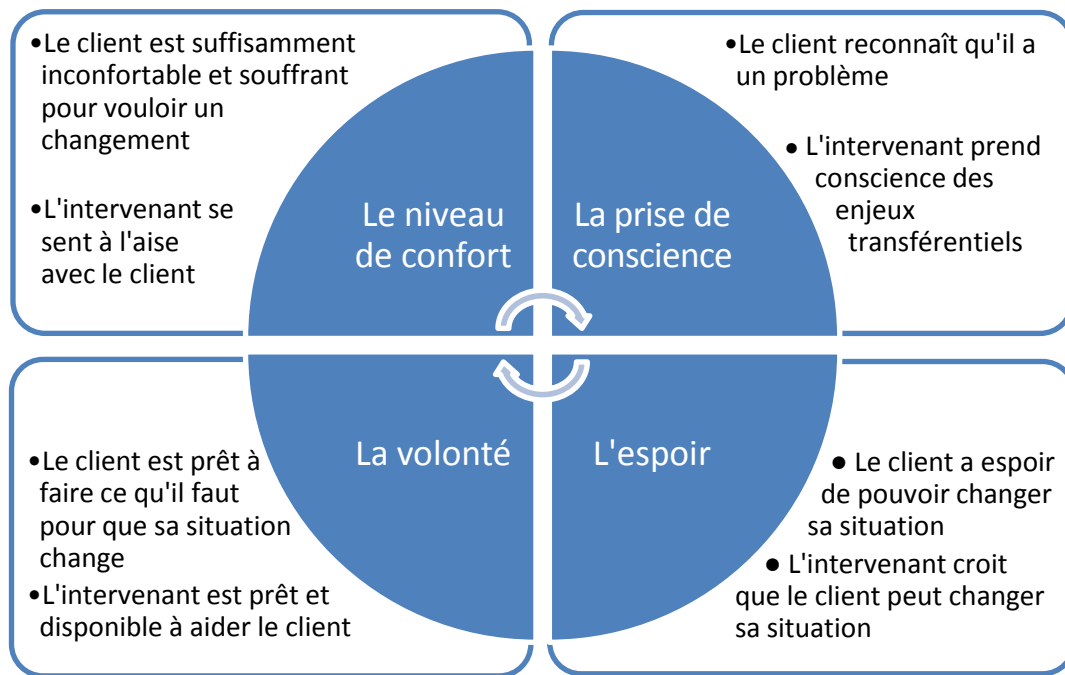 •Le client est suffisamment
inconfortable et souffrant
pour vouloir un
changement
•L'intervenant se
sent à l'aise
avec le client
Le niveau
de confort
La prise de
conscience
•Le client reconnaît qu'il a
un problème
● L'intervenant prend
conscience des
enjeux
transférentiels
La volonté
•Le client est prêt à
faire ce qu'il faut
pour que sa situation
change
•L'intervenant est prêt et
disponible à aider le client
L'espoir
● Le client a espoir
de pouvoir changer
sa situation
● L'intervenant croit
que le client peut changer
sa situation